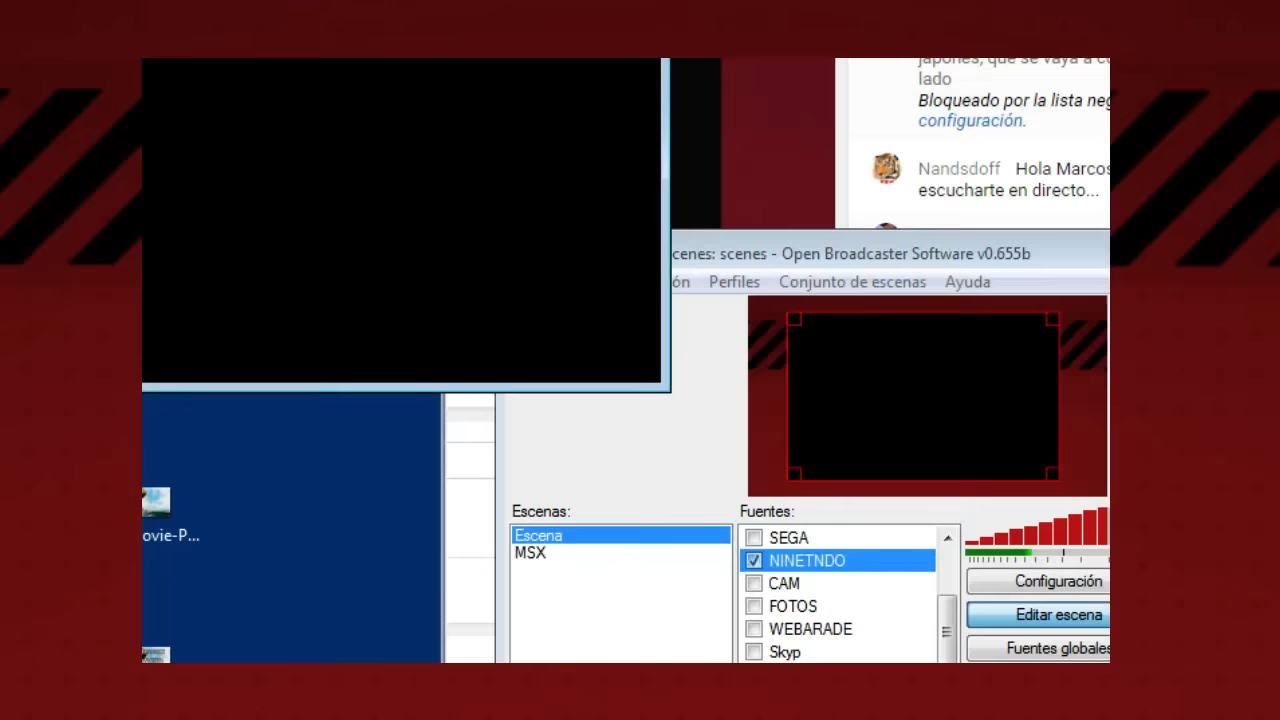 japonés, que se vaya a
lado
Bloqueado por la lista
configuración.
Nandsdoff Hola Marcos
escucharte en directo...
cenes: scenes - Open Broadcaster Software v0.655b
ón Perfiles Conjunto de escenas Ayuda
ovie-P...
Escenas:
Escena
MSX
Fuentes:
SEGA
NINETNDO
CAM
FOTOS
WEBARADE
Skyp
Configuración
Editar escena
Fuentes globales